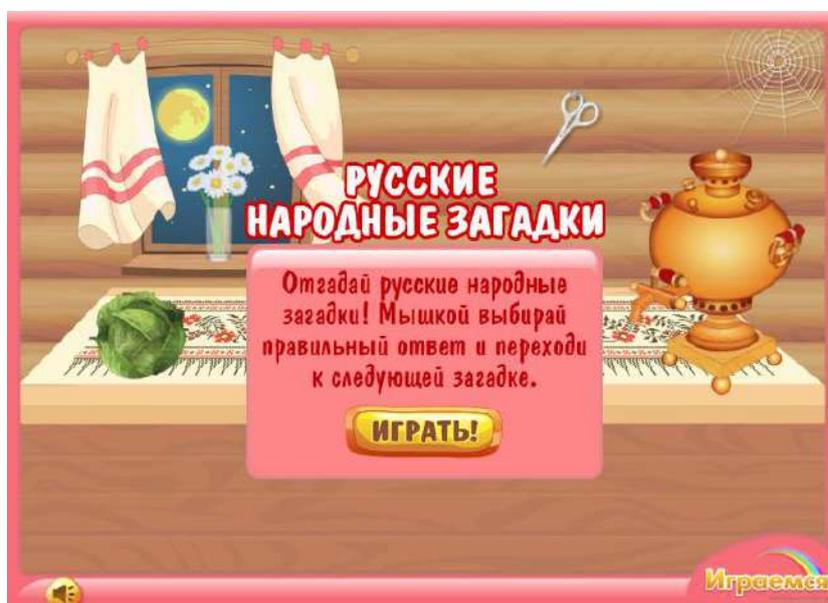 РУССКИЕ
НАРОДНЫЕ ЗАГАДКИ
Отгадай русские народные
загадки! Мышкой выбирай
правильный ответ и переходи
к следующей загадке.
ИГРАТЬ!
Играемся